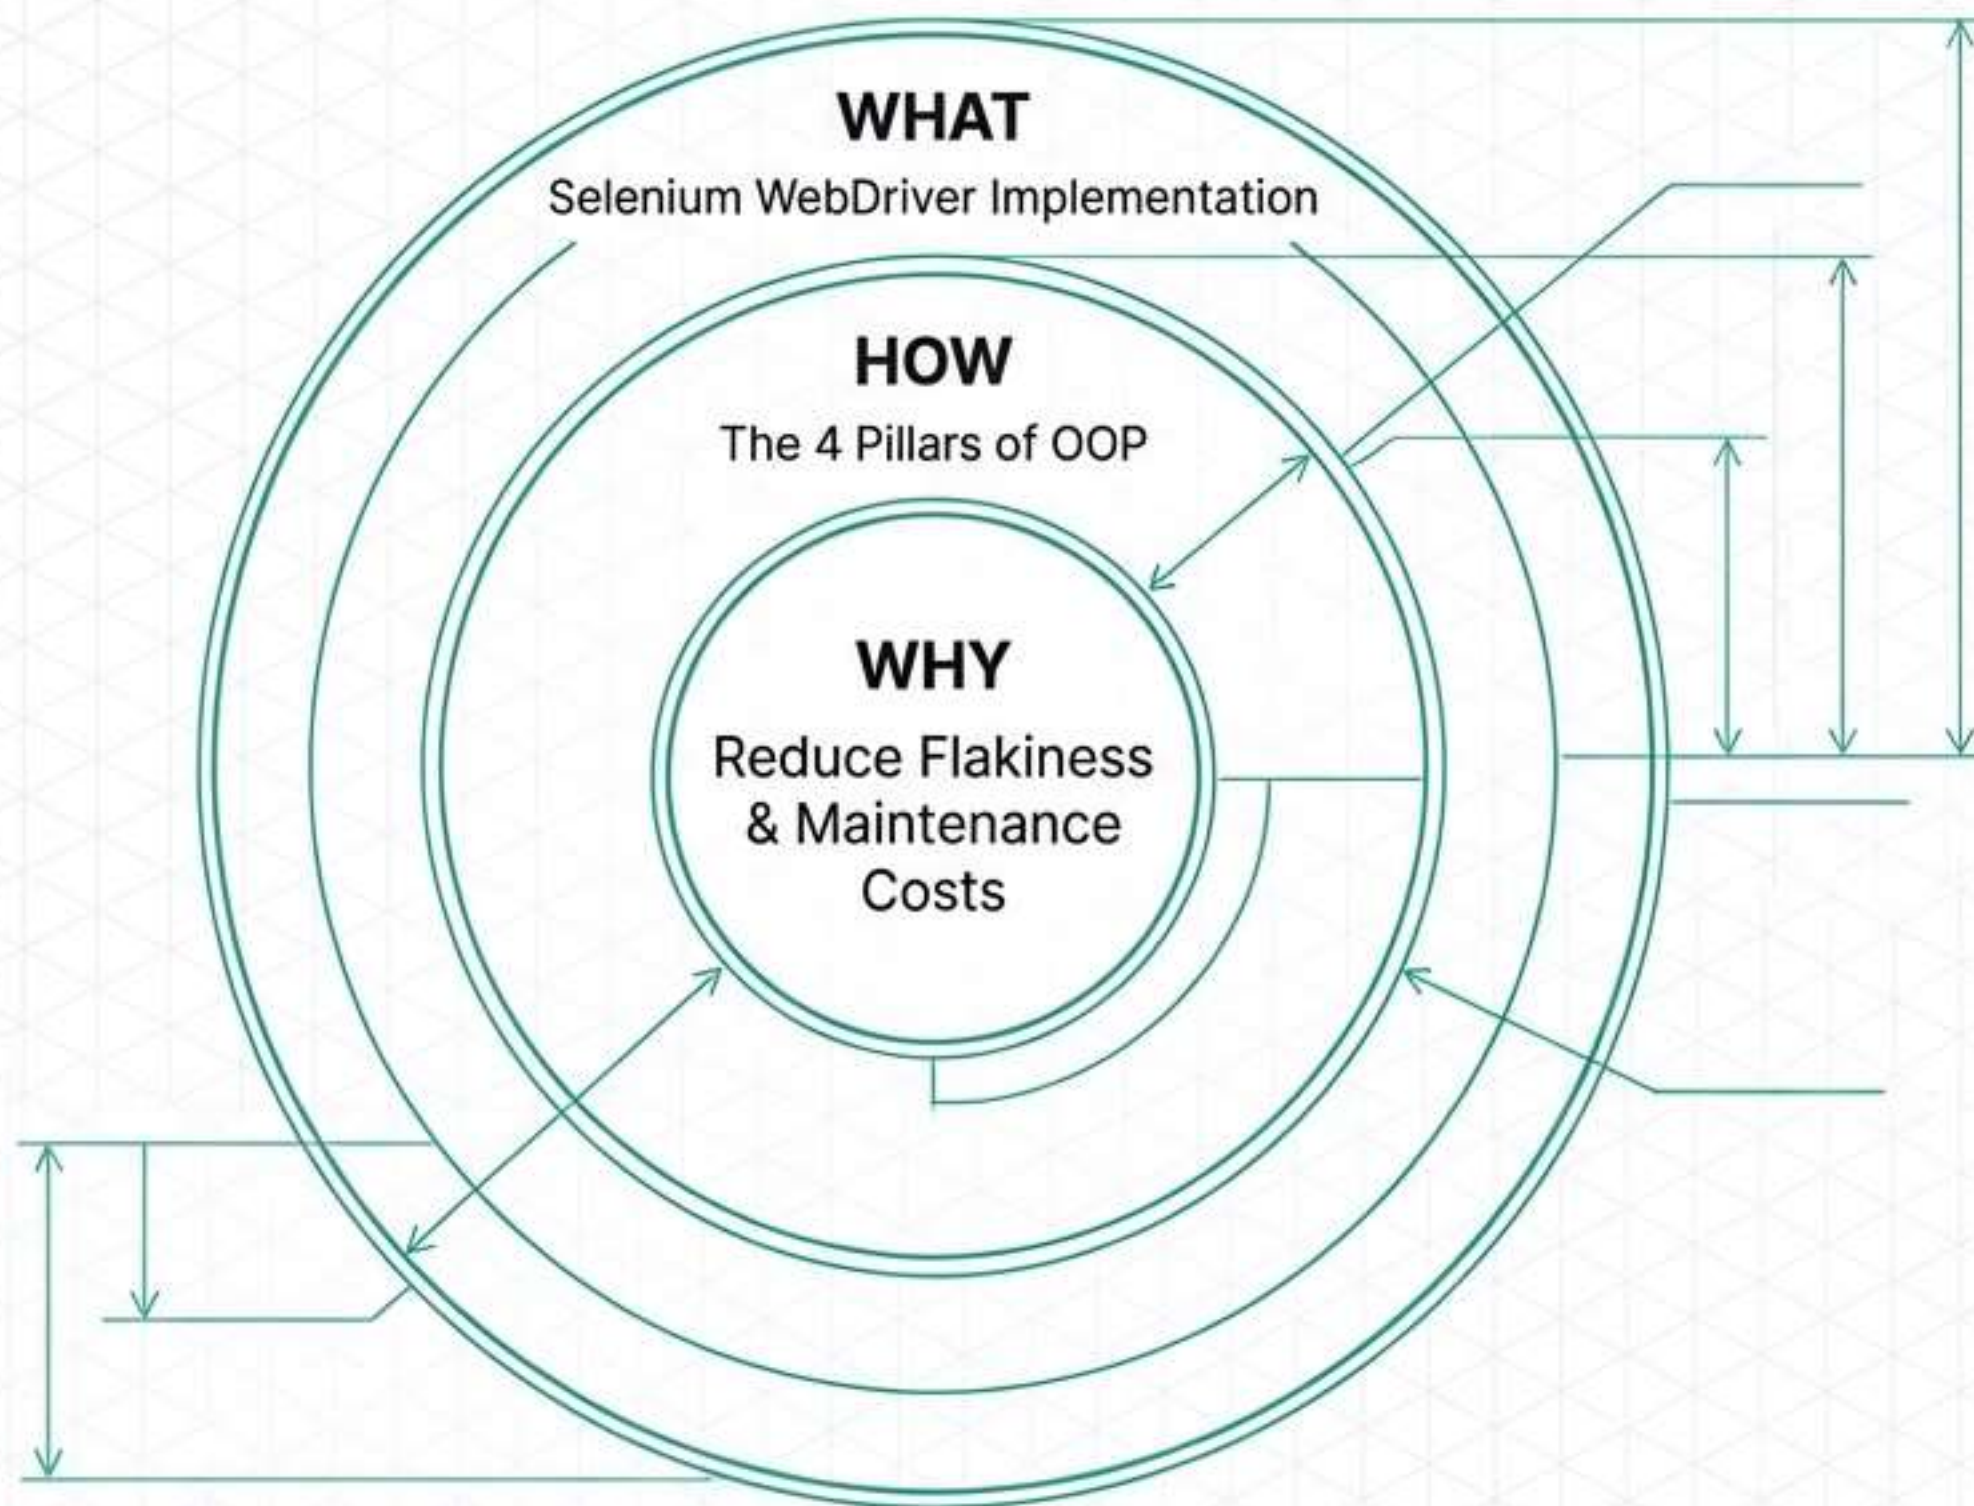 WHAT
Selenium WebDriver Implementation
HOW
The 4 Pillars of OOP
WHY
Reduce Flakiness
& Maintenance
Costs